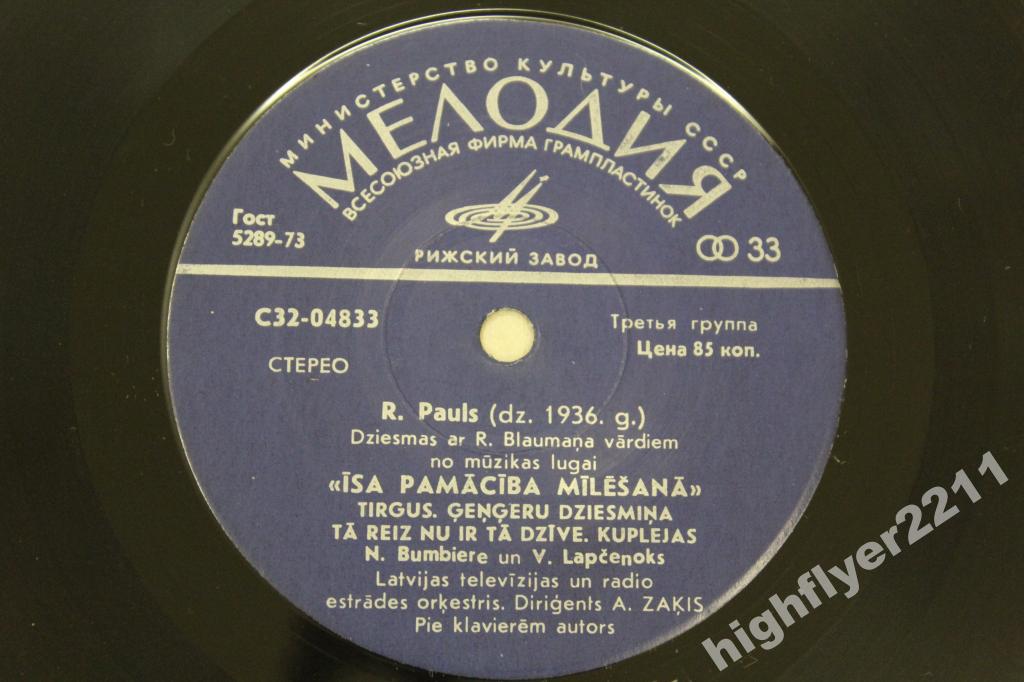 МИНИСТЕРСТВО КУЛЬТУРЫ СССР
МЕЛОДИЯ
ВСЕСОЮЗНАЯ ФИРМА ГРАМПЛАСТИНОК
Гост
5289-73
РИЖСКИЙ ЗАВОД
33
С32-04833
Третья группа
СТЕРЕО
Цена 85 коп.
R. Pauls (dz. 1936. g.)
Dziesmas ar R. Blaumaņa vārdiem
no mūzikas lugai
«ĪSA PAMĀCĪBA MĪLĒŠANĀ»
TIRGUS. ĢEŅĢERU DZIESMIŅA
TĀ REIZ NU IR TĀ DZĪVE. KUPLEJAS
N. Bumbiere un V. Lapčenoks
Latvijas televīzijas un radio
estrādes orķestris. Diriģents A. ZAĶIS
Pie klavierēm autors
highflyer2211